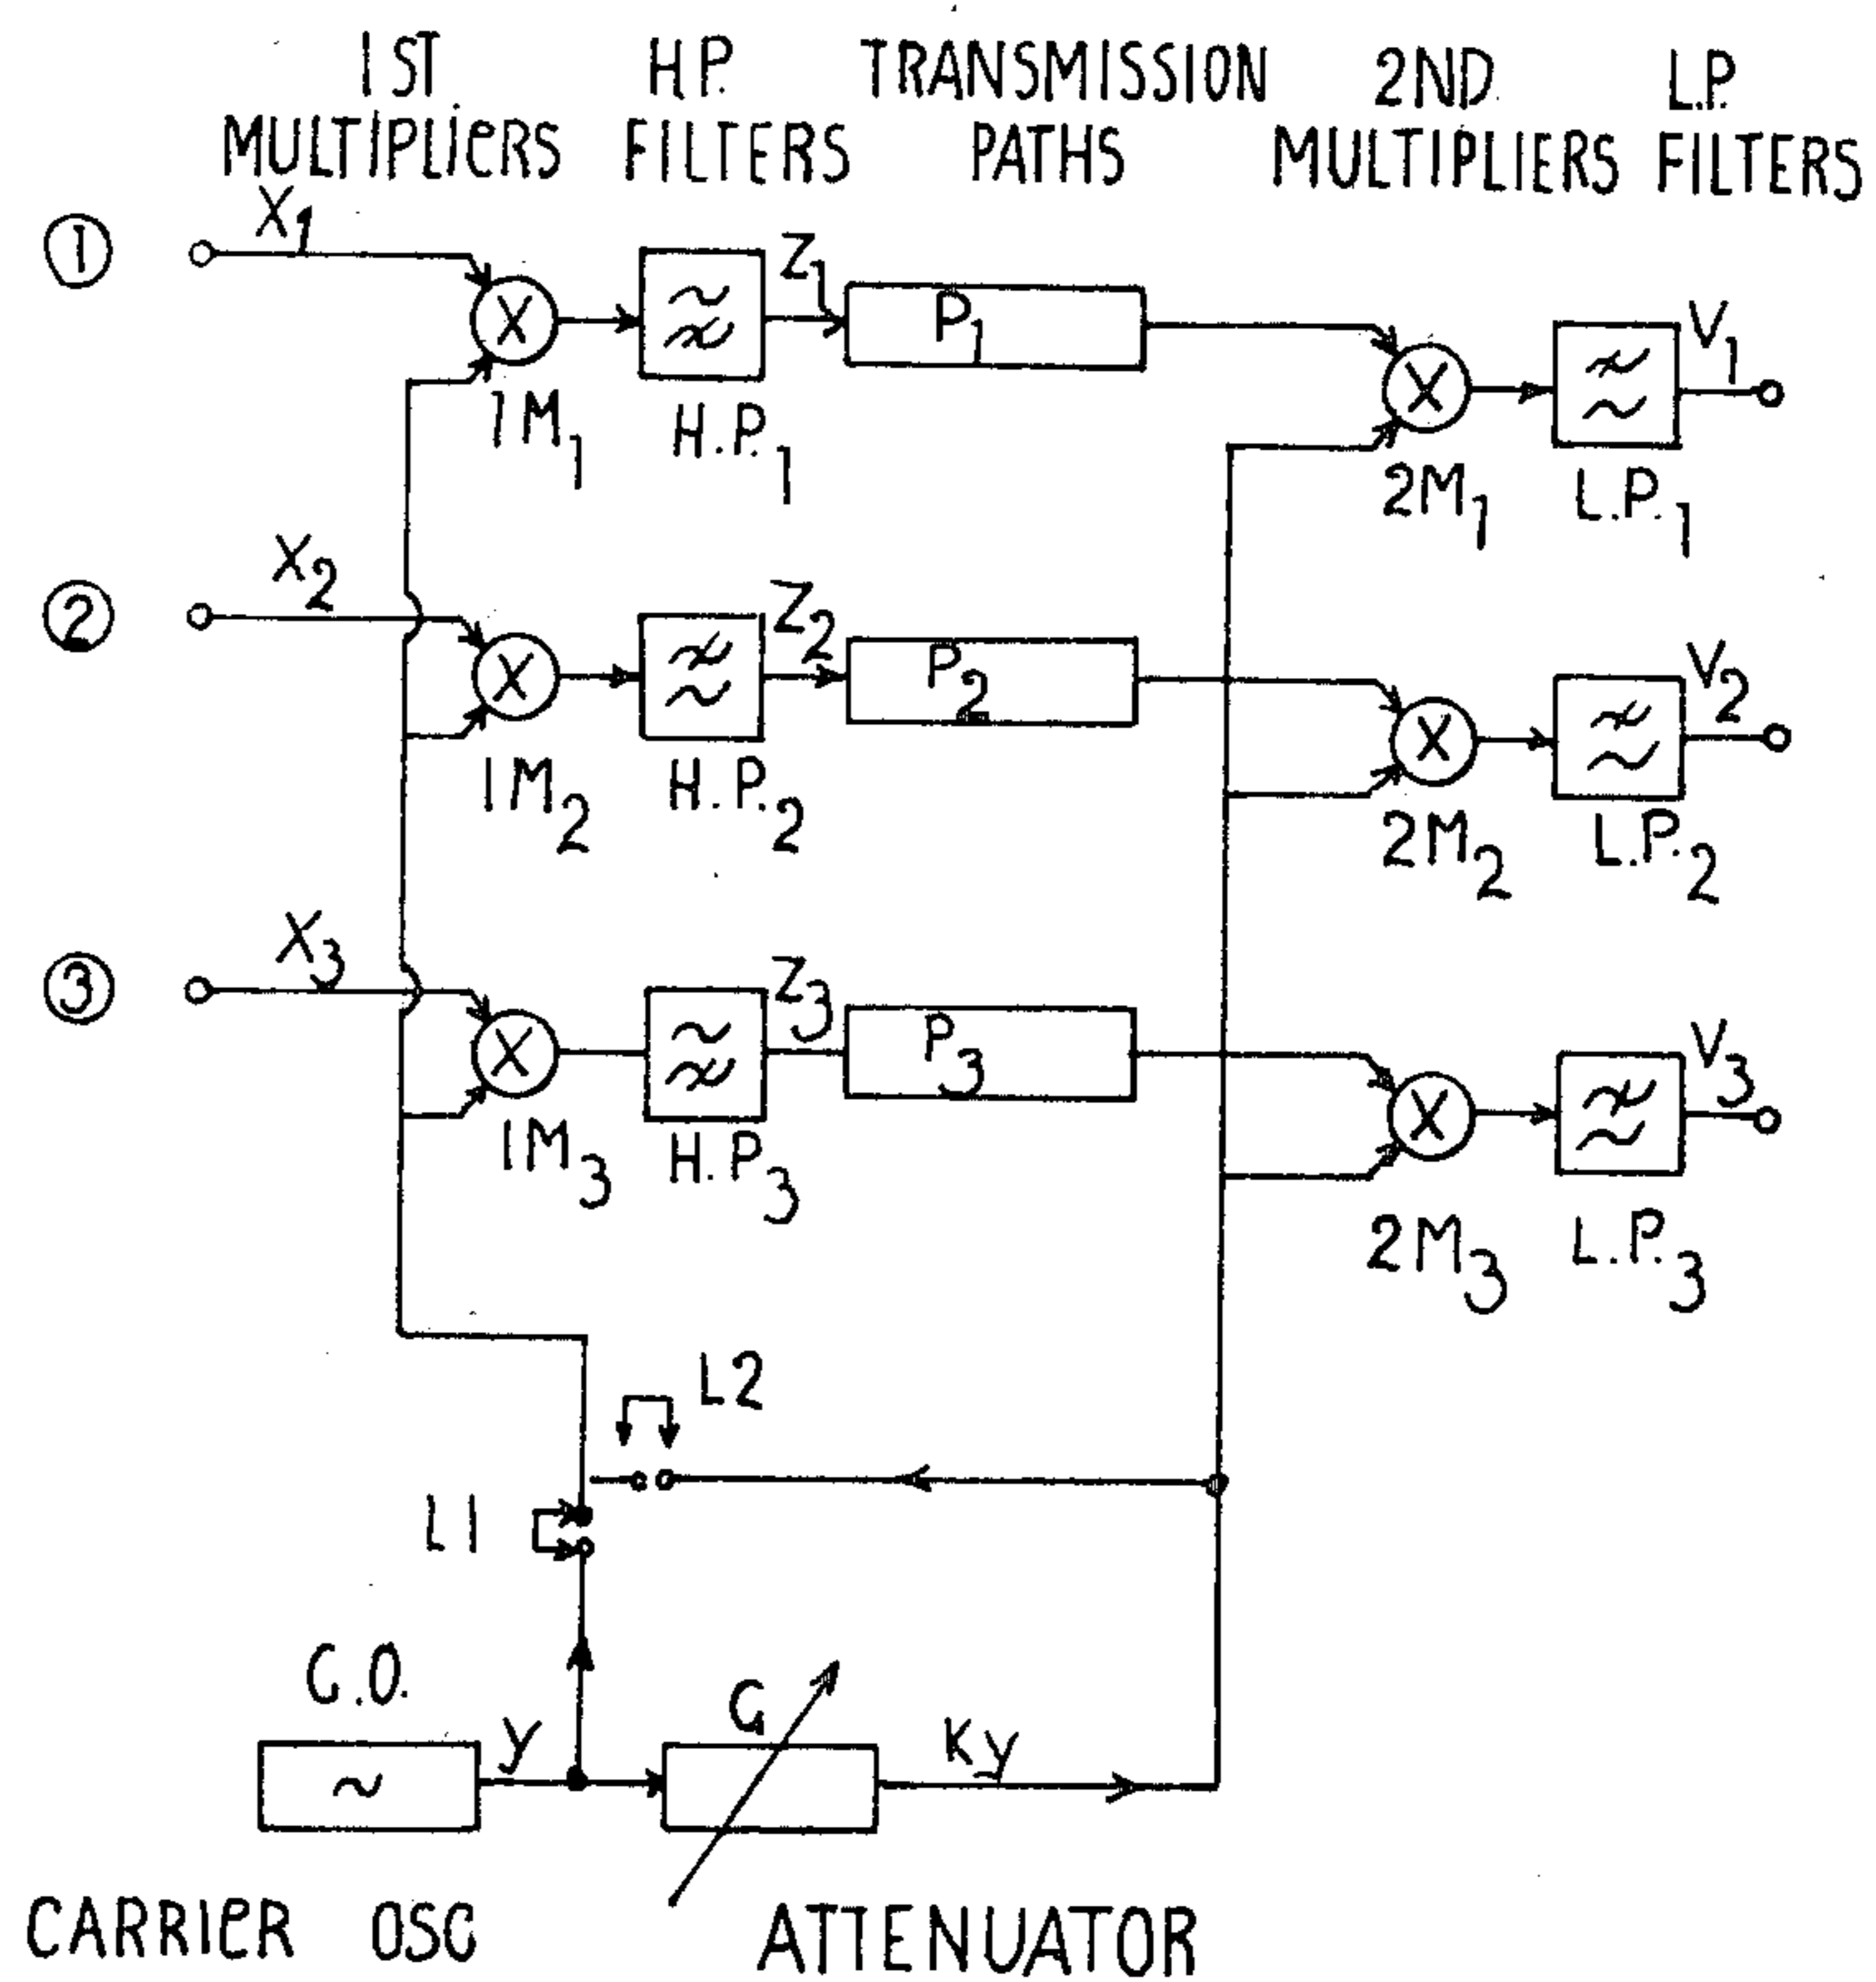 1ST H.P. TRANSMISSION 2ND L.P.
MULTIPLIERS FILTERS PATHS MULTIPLIERS FILTERS
1 X1 Z1 P1 V1
1M1 H.P.1 2M1 L.P.1
2 X2 Z2 P2 V2
1M2 H.P.2 2M2 L.P.2
3 X3 Z3 P3 V3
1M3 H.P3 2M3 L.P.3
L2
L1
C.O. G
y Ky
CARRIER OSC ATTENUATOR